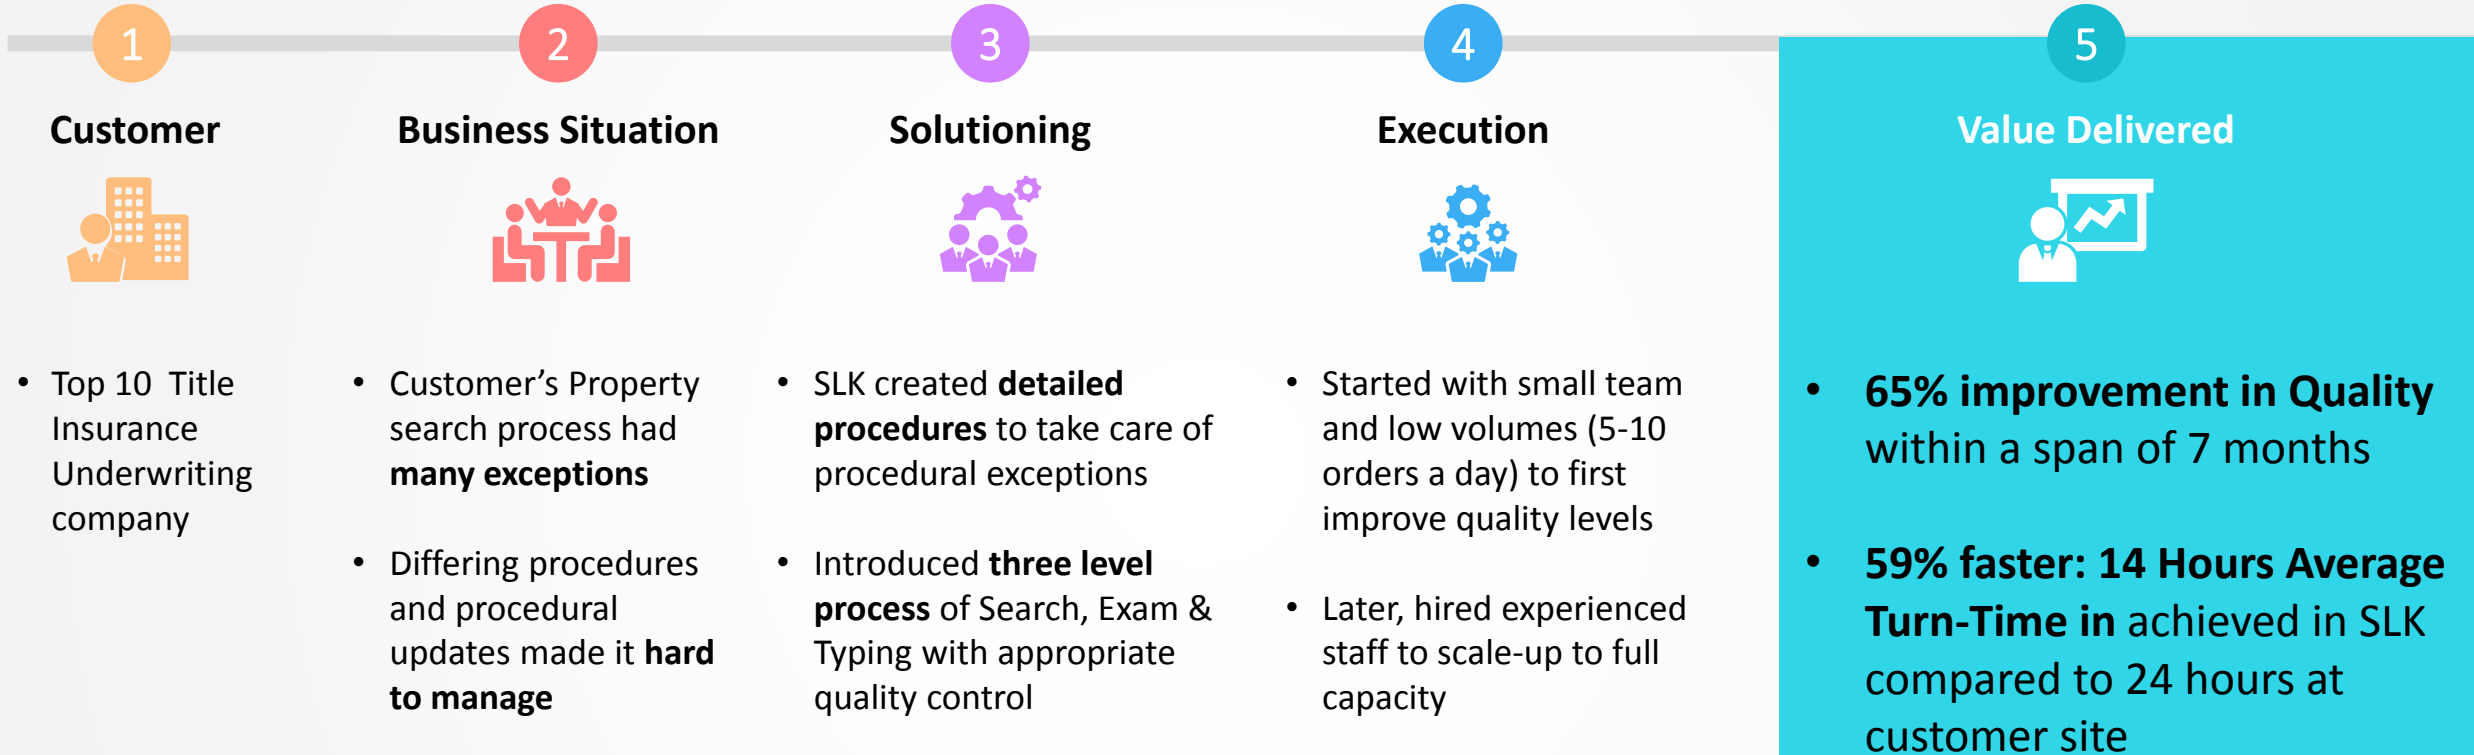 1
Customer
• Top 10  Title
Insurance
Underwriting
company
2
Business Situation
• Customer’s Property
search process had
many exceptions
• Differing procedures
and procedural
updates made it hard
to manage
3
Solutioning
• SLK created detailed
procedures to take care of
procedural exceptions
• Introduced three level
process of Search, Exam &
Typing with appropriate
quality control
4
Execution
• Started with small team
and low volumes (5-10
orders a day) to first
improve quality levels
• Later, hired experienced
staff to scale-up to full
capacity
5
Value Delivered
• 65% improvement in Quality
within a span of 7 months
• 59% faster: 14 Hours Average
Turn-Time in achieved in SLK
compared to 24 hours at
customer site